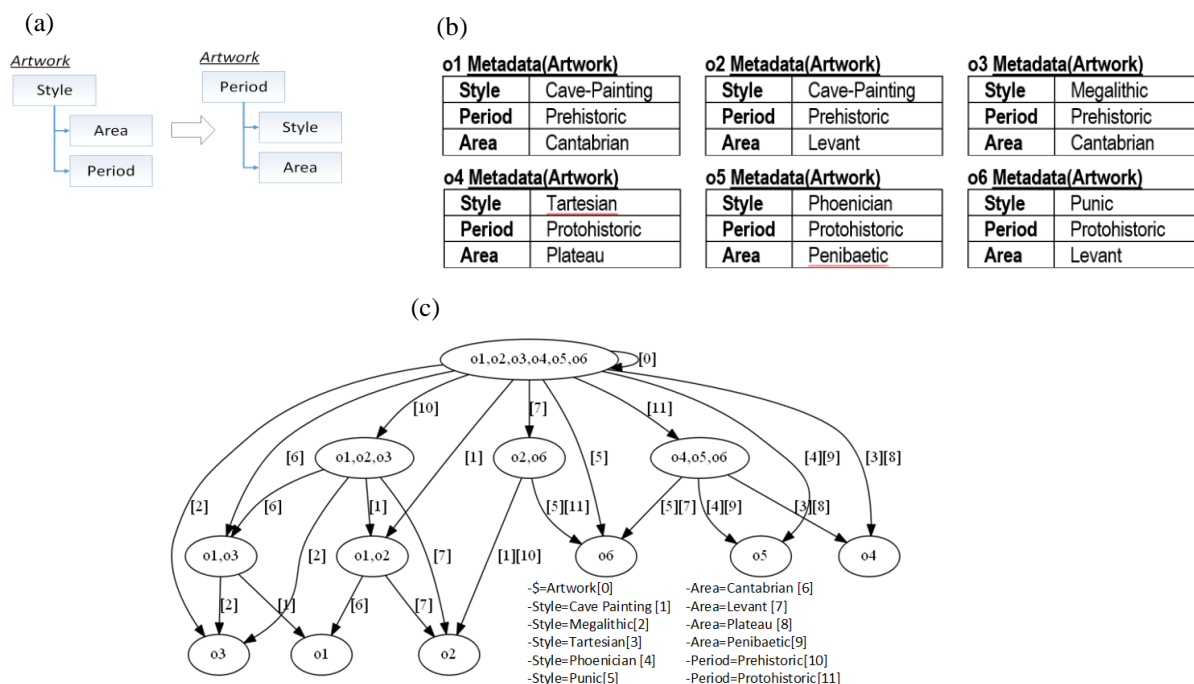 (a)
Artwork
Style
Area
Period
Artwork
Period
Style
Area
(b)
o1 Metadata(Artwork)
Style Cave-Painting
Period Prehistoric
Area Cantabrian
o2 Metadata(Artwork)
Style Cave-Painting
Period Prehistoric
Area Levant
o3 Metadata(Artwork)
Style Megalithic
Period Prehistoric
Area Cantabrian
o4 Metadata(Artwork)
Style Tartesian
Period Protohistoric
Area Plateau
o5 Metadata(Artwork)
Style Phoenician
Period Protohistoric
Area Penibaetic
o6 Metadata(Artwork)
Style Punic
Period Protohistoric
Area Levant
(c)
o1,o2,o3,o4,o5,o6
[0]
[10]
[7]
[11]
[6]
o1,o2,o3
[1]
o2,o6
[5]
o4,o5,o6
[4][9]
[3][8]
[2]
[6]
[1]
[2]
[7]
[5][11]
[5][7]
[4][9]
[3][8]
o1,o3
o1,o2
[1][10]
o6
o5
o4
[2]
[1]
[6]
[7]
o3
o1
o2
-$=Artwork[0]
-Style=Cave Painting [1]
-Style=Megalithic[2]
-Style=Tartesian[3]
-Style=Phoenician [4]
-Style=Punic[5]
-Area=Cantabrian [6]
-Area=Levant [7]
-Area=Plateau [8]
-Area=Penibaetic[9]
-Period=Prehistoric[10]
-Period=Protohistoric[11]